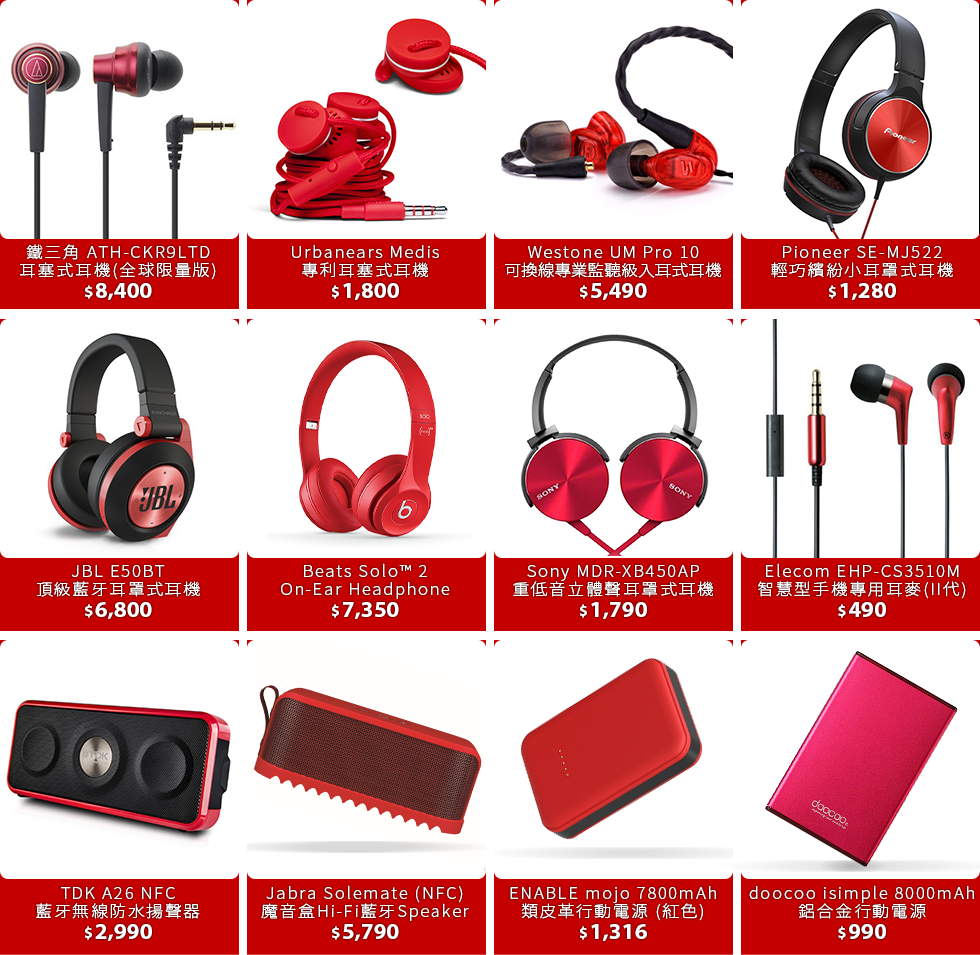 Pioneer
鐵三角 ATH-CKR9LTD
耳塞式耳機(全球限量版)
$8,400
Urbanears Medis
專利耳塞式耳機
$1,800
Westone UM Pro 10
可換線專業監聽級入耳式耳機
$5,490
Pioneer SE-MJ522
輕巧繽紛小耳罩式耳機
$1,280
JBL
solo
SONY
SONY
JBL E50BT
頂級藍牙耳罩式耳機
$6,800
Beats Solo™ 2
On-Ear Headphone
$7,350
Sony MDR-XB450AP
重低音立體聲耳罩式耳機
$1,790
Elecom EHP-CS3510M
智慧型手機專用耳麥(II代)
$490
TDK
doocoo
TDK A26 NFC
藍牙無線防水揚聲器
$2,990
Jabra Solemate (NFC)
魔音盒Hi-Fi藍牙Speaker
$5,790
ENABLE mojo 7800mAh
類皮革行動電源 (紅色)
$1,316
doocoo isimple 8000mAh
鋁合金行動電源
$990